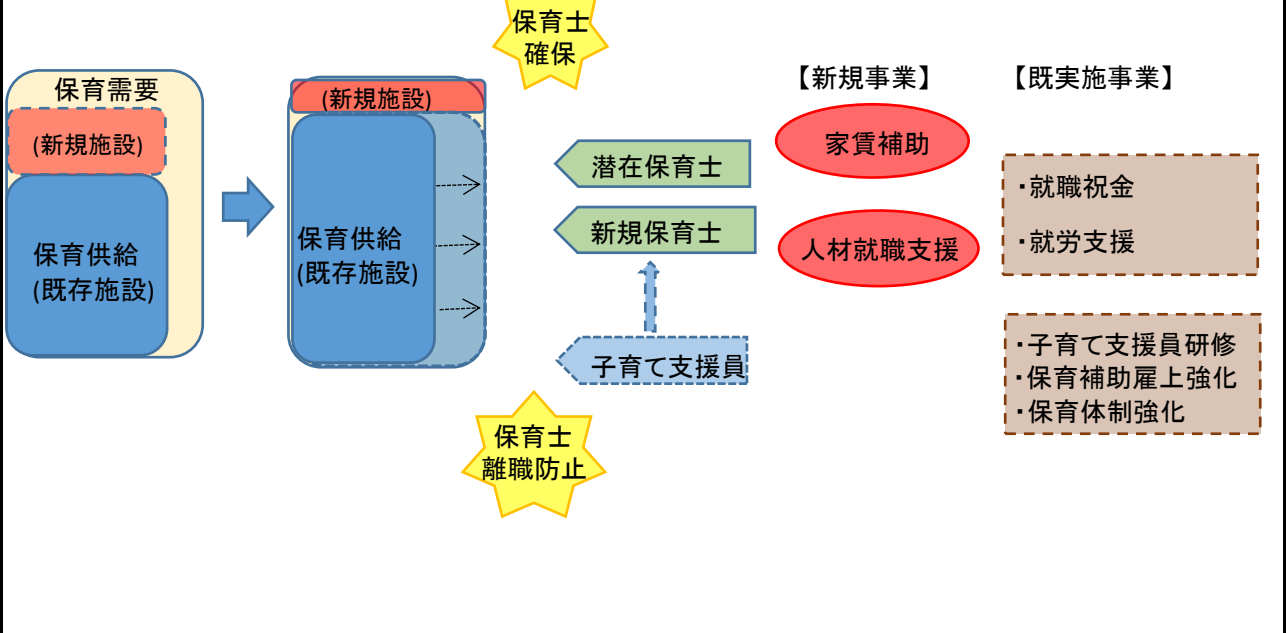 保育士
確保
【新規事業】
【既実施事業】
保育需要
(新規施設)
(新規施設)
保育供給
(既存施設)
保育供給
(既存施設)
潜在保育士
新規保育士
子育て支援員
家賃補助
人材就職支援
・就職祝金
・就労支援
・子育て支援員研修
・保育補助雇上強化
・保育体制強化
保育士
離職防止